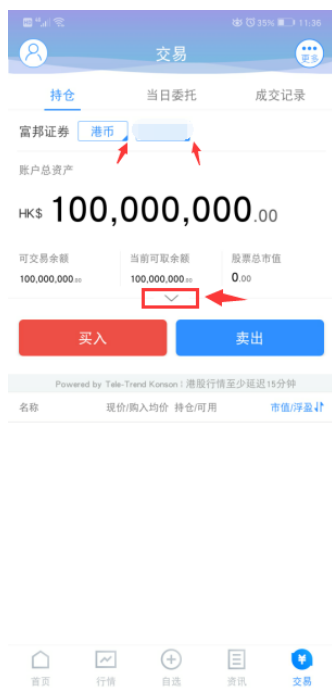 35% 11:36
交易
更多
持仓 当日委托 成交记录
富邦证券 港币
账户总资产
HK$ 100,000,000.00
可交易余额 当前可取余额 股票总市值
100,000,000.00 100,000,000.00 0.00
买入 卖出
Powered by Tele-Trend Konson | 港股行情至少延迟15分钟
名称 现价/购入均价 持仓/可用 市值/浮盈
首页 行情 自选 资讯 交易